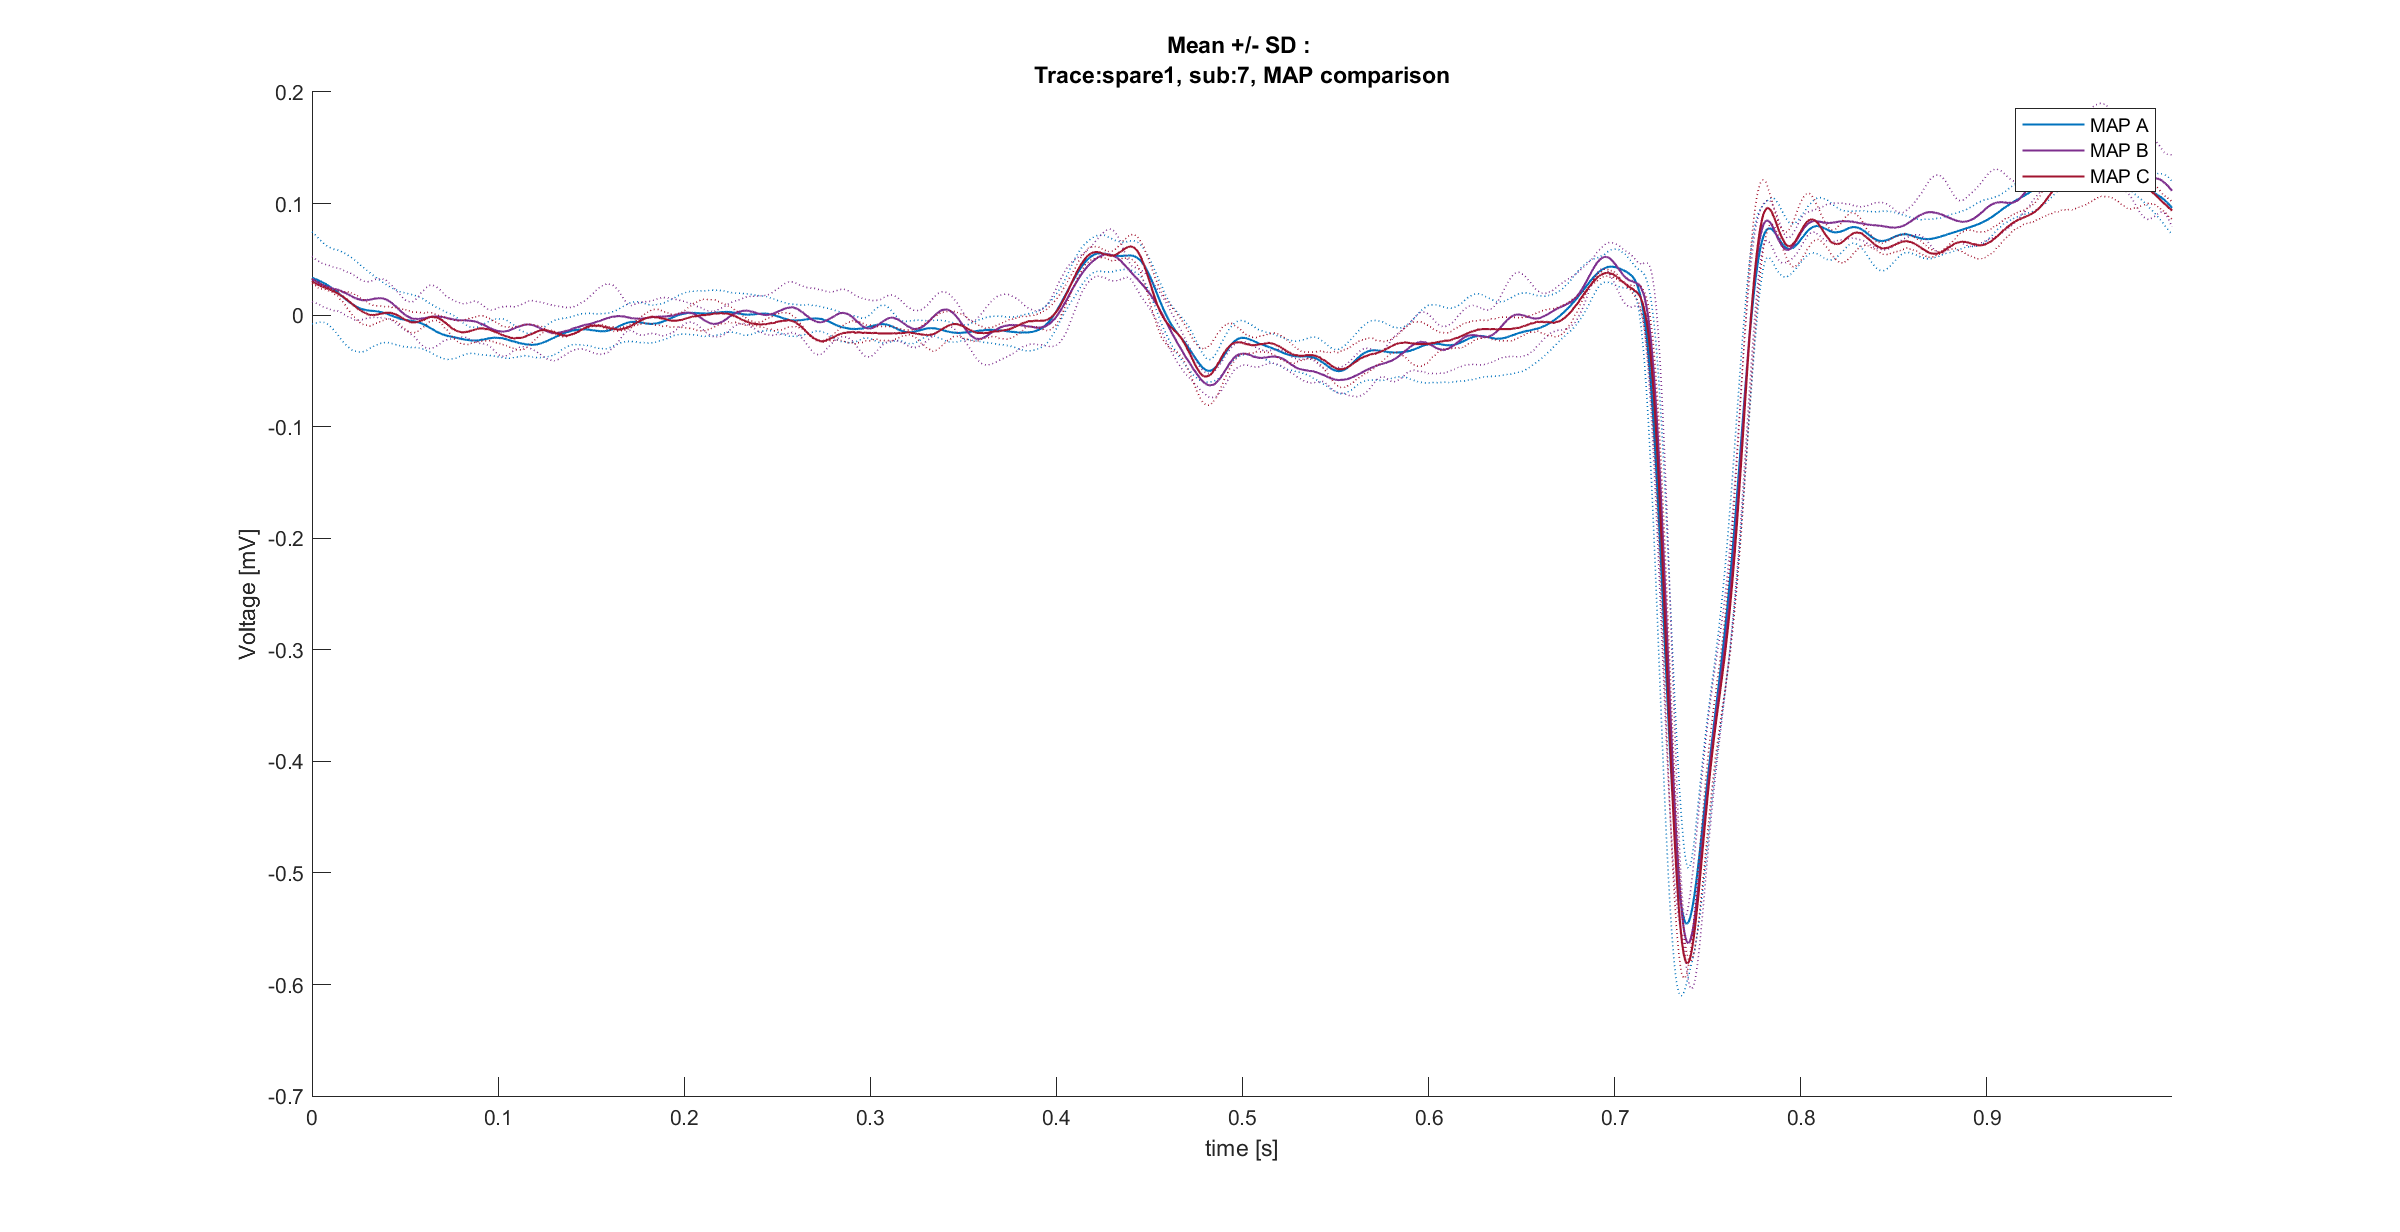 Mean +/- SD :
Trace:spare1, sub:7, MAP comparison
0.2
0.1
0
-0.1
-0.2
-0.3
-0.4
-0.5
-0.6
-0.7
Voltage [mV]
MAP A
MAP B
MAP C
0 0.1 0.2 0.3 0.4 0.5 0.6 0.7 0.8 0.9
time [s]